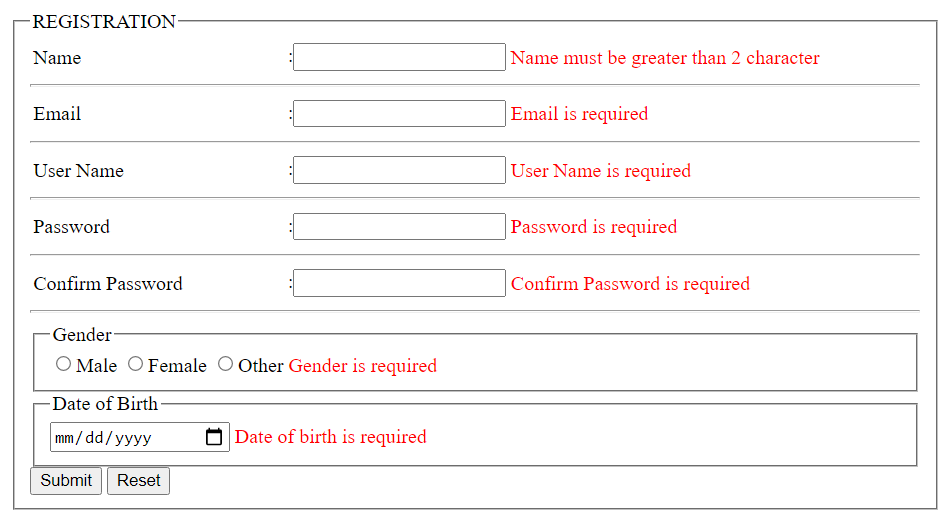 REGISTRATION
Name : Name must be greater than 2 character
Email : Email is required
User Name : User Name is required
Password : Password is required
Confirm Password : Confirm Password is required
Gender
Male Female Other Gender is required
Date of Birth
mm/dd/yyyy Date of birth is required
Submit Reset